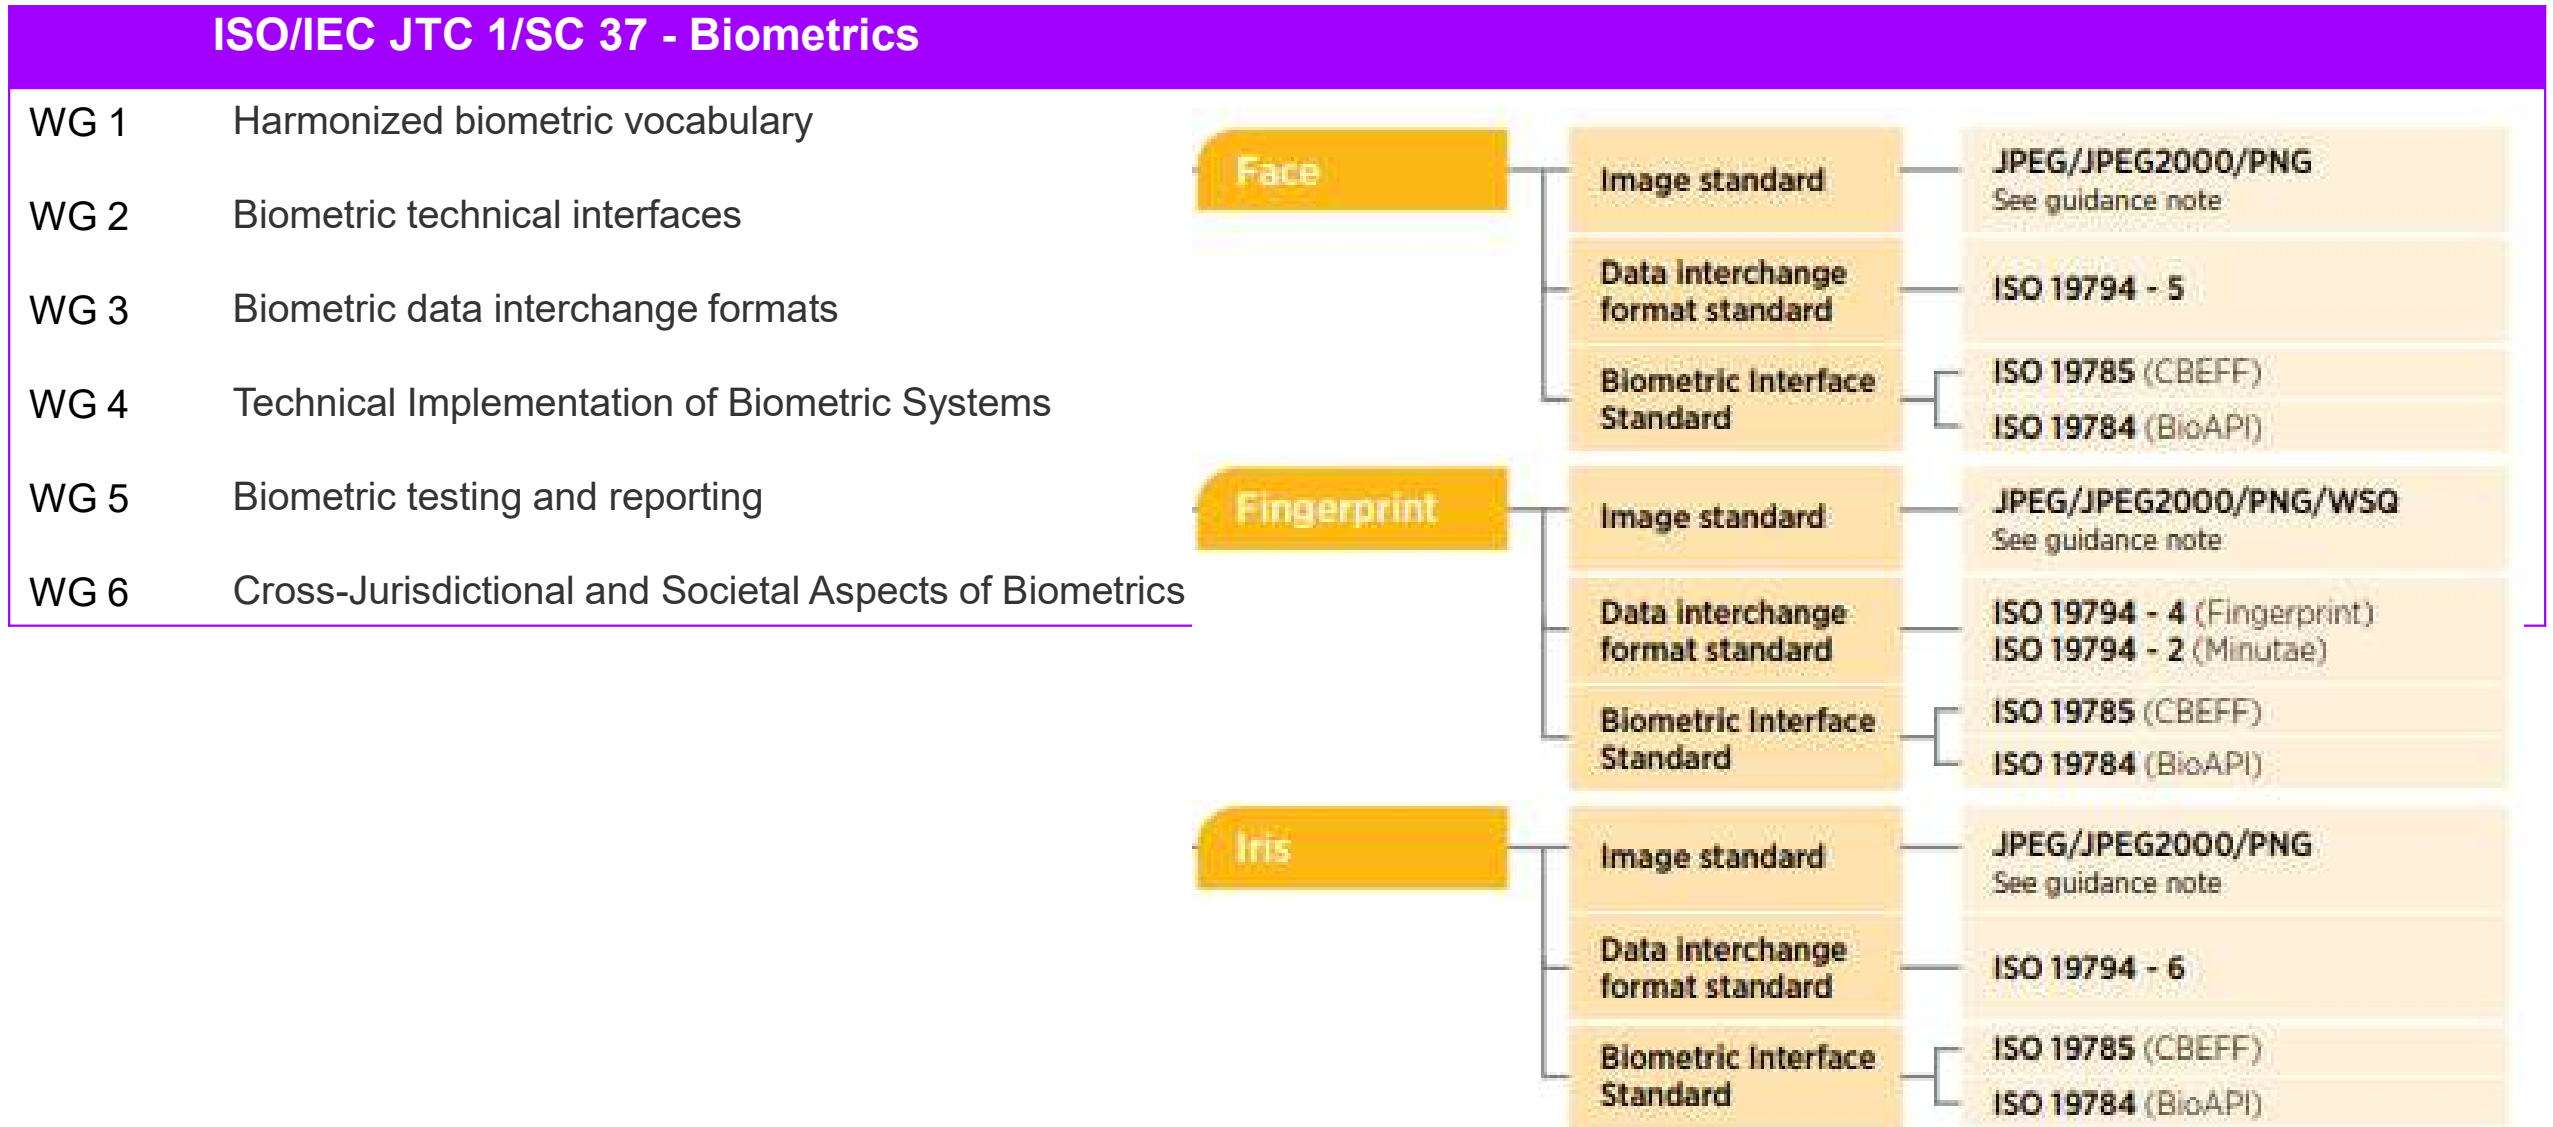 ISO/IEC JTC 1/SC 37 - Biometrics
WG 1 Harmonized biometric vocabulary
WG 2 Biometric technical interfaces
WG 3 Biometric data interchange formats
WG 4 Technical Implementation of Biometric Systems
WG 5 Biometric testing and reporting
WG 6 Cross-Jurisdictional and Societal Aspects of Biometrics
Face
Image standard
JPEG/JPEG2000/PNG
See guidance note
Data interchange
format standard
ISO 19794 - 5
Biometric Interface
Standard
ISO 19785 (CBEFF)
ISO 19784 (BioAPI)
Fingerprint
Image standard
JPEG/JPEG2000/PNG/WSQ
See guidance note
Data interchange
format standard
ISO 19794 - 4 (Fingerprint)
ISO 19794 - 2 (Minutae)
Biometric Interface
Standard
ISO 19785 (CBEFF)
ISO 19784 (BioAPI)
Iris
Image standard
JPEG/JPEG2000/PNG
See guidance note
Data interchange
format standard
ISO 19794 - 6
Biometric Interface
Standard
ISO 19785 (CBEFF)
ISO 19784 (BioAPI)